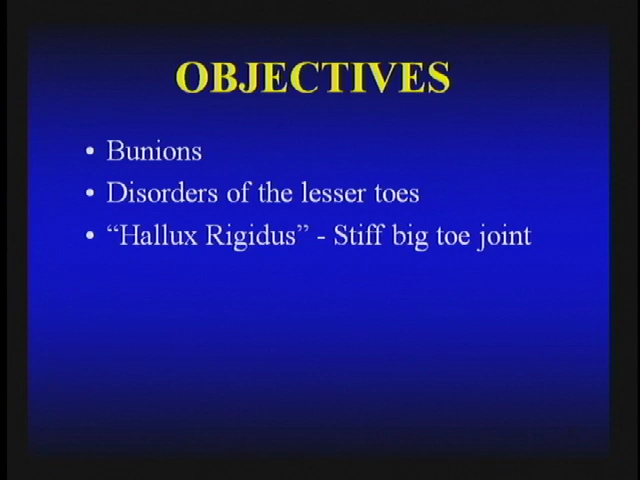 OBJECTIVES
• Bunions
• Disorders of the lesser toes
• “Hallux Rigidus” - Stiff big toe joint